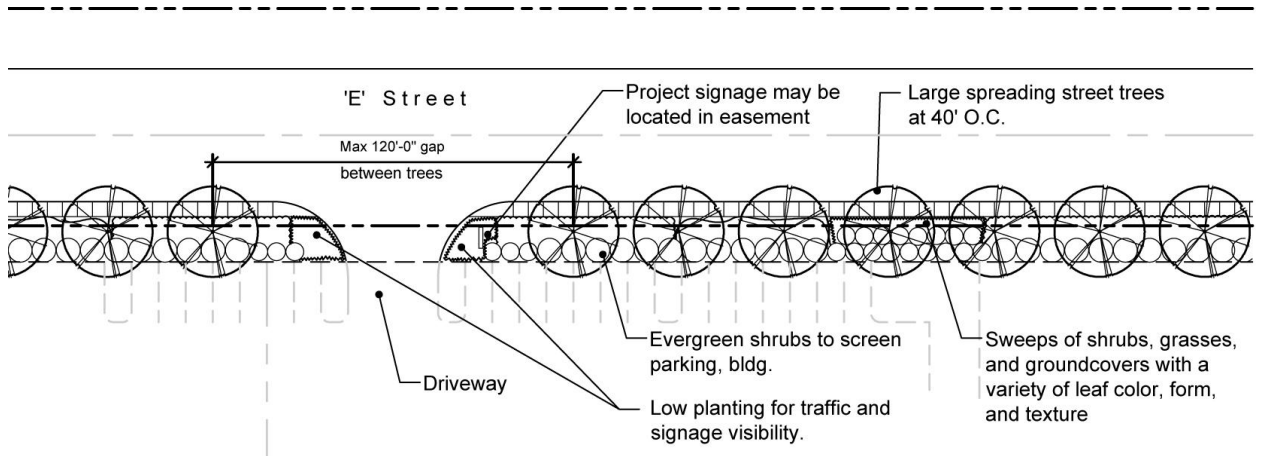 'E' Street
Project signage may be
located in easement
Large spreading street trees
at 40' O.C.
Max 120'-0" gap
between trees
Evergreen shrubs to screen
parking, bldg.
Sweeps of shrubs, grasses,
and groundcovers with a
variety of leaf color, form,
and texture
Driveway
Low planting for traffic and
signage visibility.